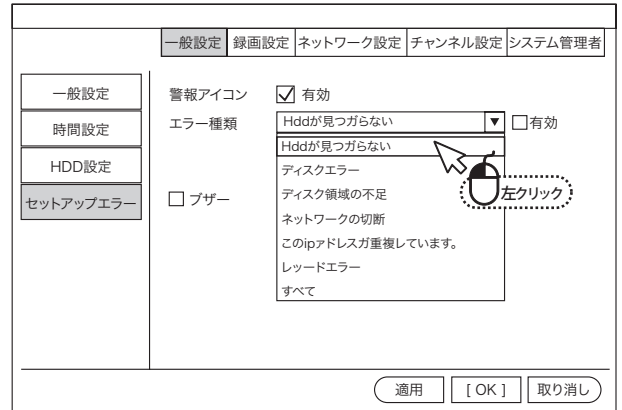 一般設定 録画設定 ネットワーク設定 チャンネル設定 システム管理者
一般設定
時間設定
HDD設定
セットアップエラー
警報アイコン 有効
エラー種類 Hddが見つガらない ▼ 有効
Hddが見つガらない
ディスクエラー
ディスク領域の不足
ネットワークの切断
このipァドレスガ重複しています。
レッードエラー
すべて
ブザー
左クリック
適用 [ OK ] 取り消し